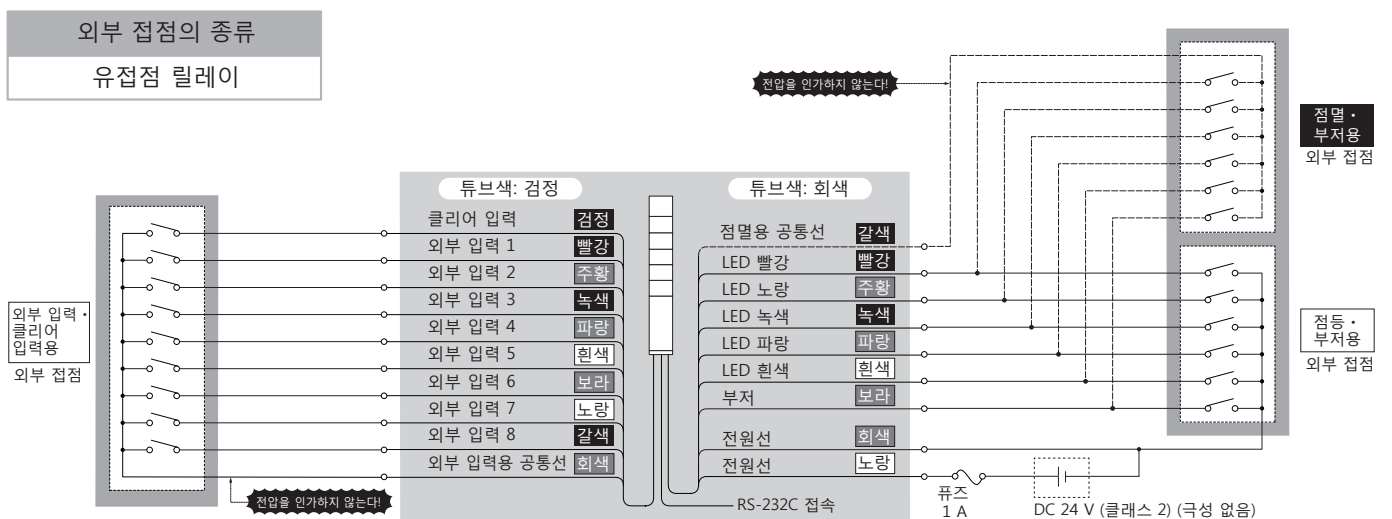 외부 접점의 종류
유접점 릴레이
전압을 인가하지 않는다!
점멸・
부저용
외부 접점
튜브색: 검정
튜브색: 회색
클리어 입력 검정
외부 입력 1 빨강
외부 입력 2 주황
외부 입력 3 녹색
외부 입력 4 파랑
외부 입력 5 흰색
외부 입력 6 보라
외부 입력 7 노랑
외부 입력 8 갈색
외부 입력용 공통선 회색
점멸용 공통선 갈색
LED 빨강 빨강
LED 노랑 주황
LED 녹색 녹색
LED 파랑 파랑
LED 흰색 흰색
부저 보라
전원선 회색
전원선 노랑
외부 입력・
클리어
입력용
외부 접점
점등・
부저용
외부 접점
전압을 인가하지 않는다!
RS-232C 접속
퓨즈
1 A
DC 24 V (클래스 2) (극성 없음)